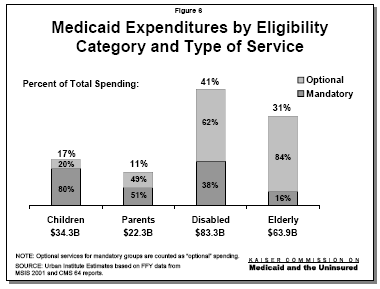 Figure 6
Medicaid Expenditures by Eligibility
Category and Type of Service
Percent of Total Spending:
Optional
Mandatory
17%
20%
80%
11%
49%
51%
41%
62%
38%
31%
84%
16%
Children
$34.3B
Parents
$22.3B
Disabled
$83.3B
Elderly
$63.9B
NOTE: Optional services for mandatory groups are counted as "optional" spending.
SOURCE: Urban Institute Estimates based on FFY data from
MSIS 2001 and CMS 64 reports.
KAISER COMMISSION ON
Medicaid and the Uninsured